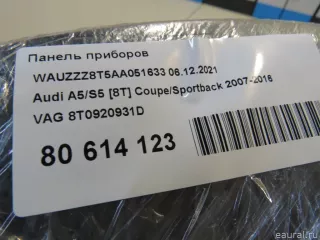 Панель приборов
WAUZZZ8T5AA051633 06.12.2021
Audi A5/S5 [8T] Coupe/Sportback 2007-2016
VAG 8T0920931D
80 614 123
© eaural.ru